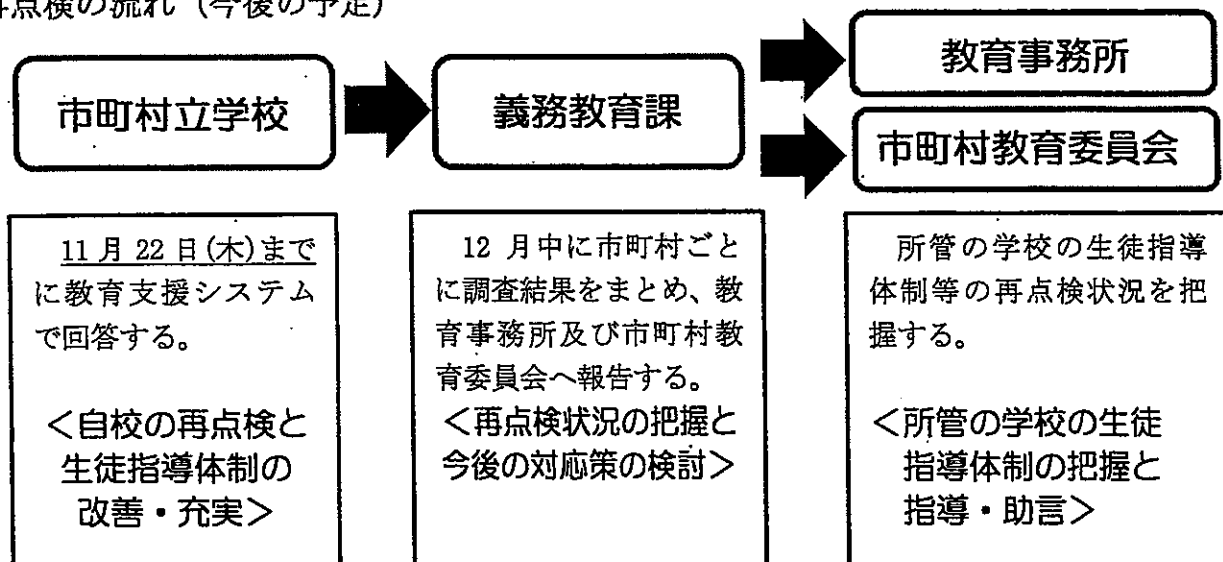 再点検の流れ（今後の予定）
市町村立学校
義務教育課
教育事務所
市町村教育委員会
11月22日(木)まで
に教育支援システム
で回答する。
＜自校の再点検と
生徒指導体制の
改善・充実＞
12月中に市町村ごと
に調査結果をまとめ、教
育事務所及び市町村教
育委員会へ報告する。
＜再点検状況の把握と
今後の対応策の検討＞
所管の学校の生徒指導
体制等の再点検状況を把
握する。
＜所管の学校の生徒
指導体制の把握と
指導・助言＞